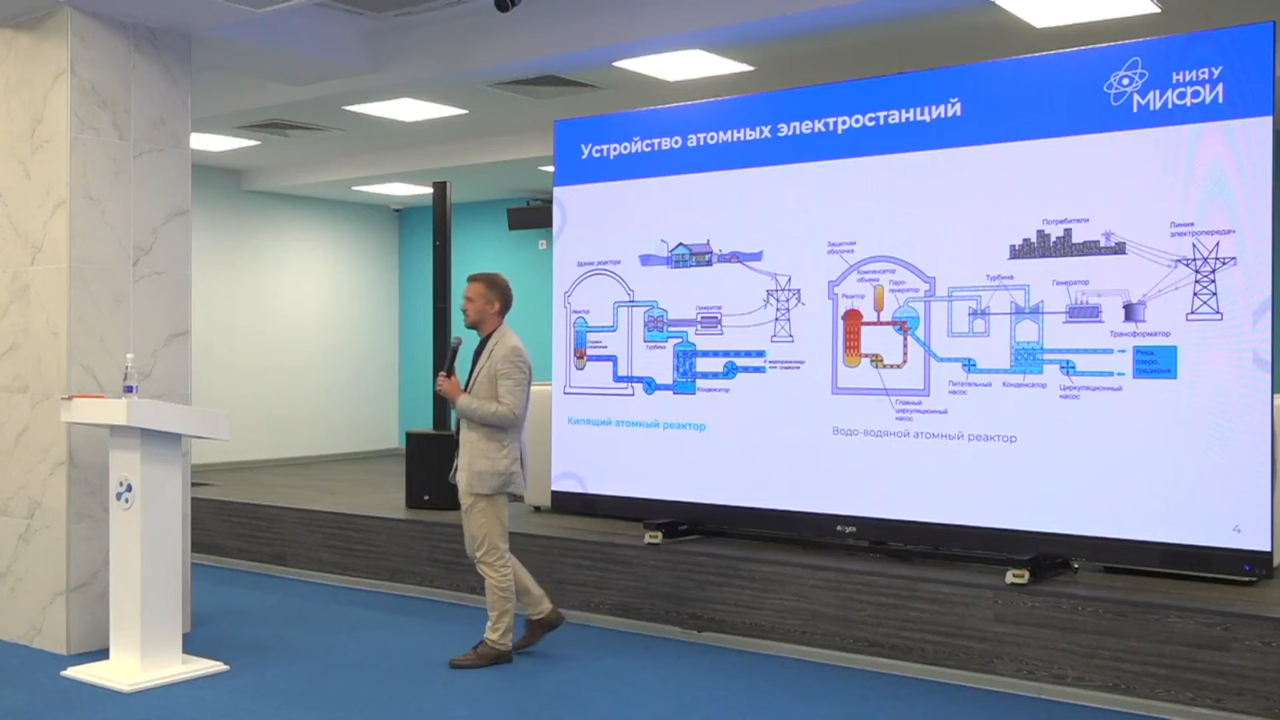 Устройство атомных электростанций
НИЯУ
МИФИ
Здание реактора
Реактор
Турбина
Генератор
Конденсатор
Кипящий атомный реактор
Защитная
оболочка
Компенсатор
объема
Паро-
генератор
Реактор
Турбина
Генератор
Потребители
Линия
электропередач
Трансформатор
Река,
озеро,
градирня
Питательный
насос
Конденсатор
Циркуляционный
насос
Главный
циркуляционный
насос
Водо-водяной атомный реактор
4